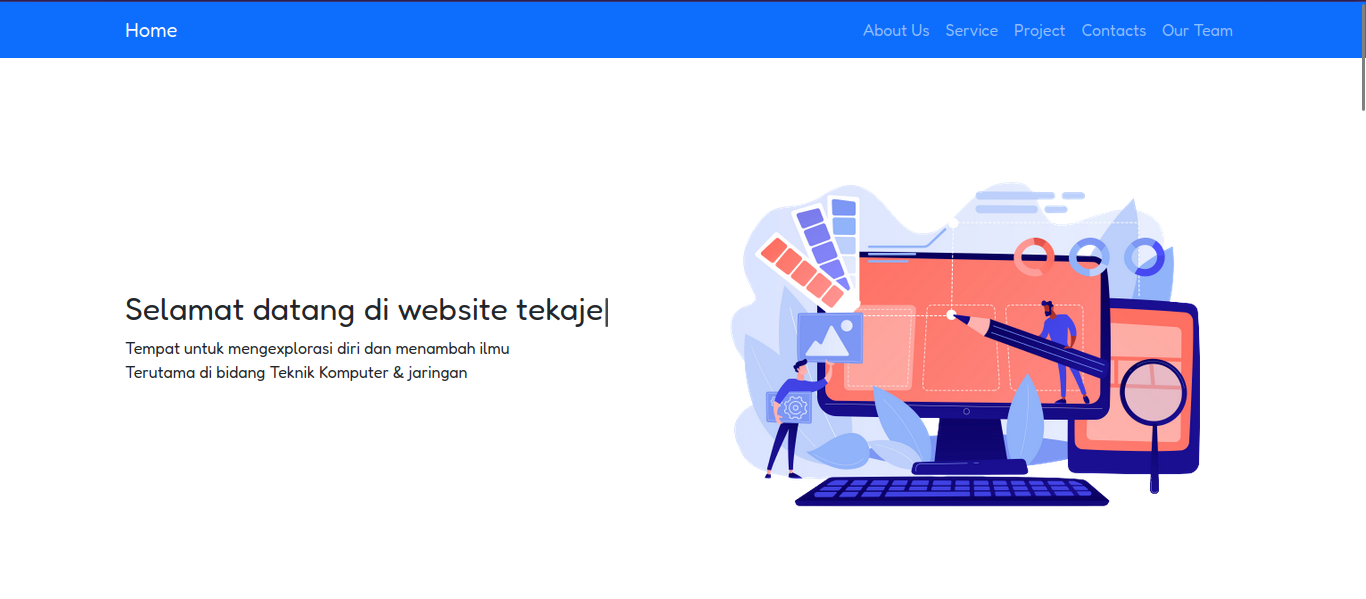 Home
About Us
Service
Project
Contacts
Our Team
Selamat datang di website tekaje|
Tempat untuk mengexplorasi diri dan menambah ilmu
Terutama di bidang Teknik Komputer & jaringan